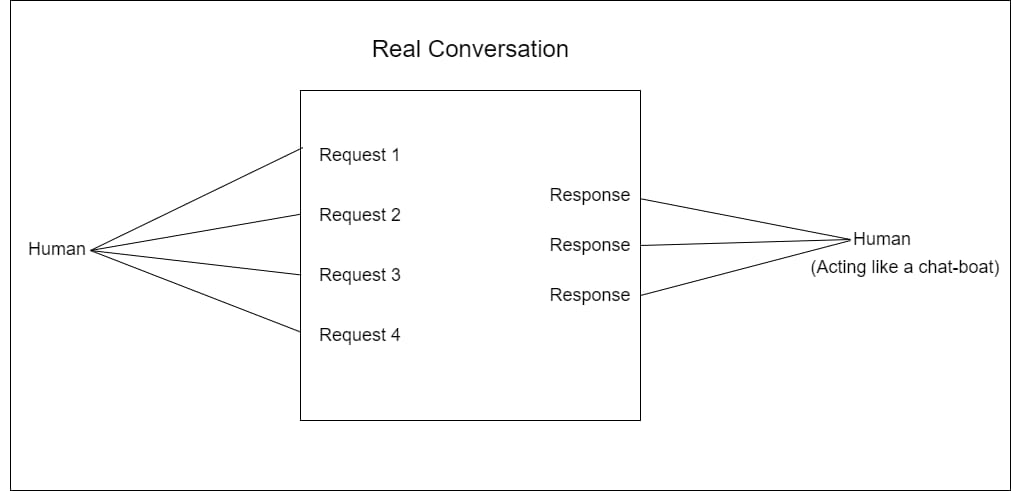 Real Conversation
Request 1
Request 2
Request 3
Request 4
Response
Response
Response
Human
Human
(Acting like a chat-boat)